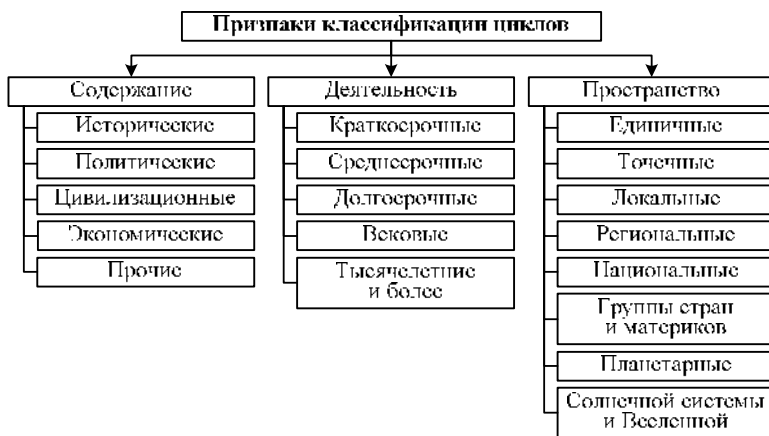 Признаки классификации циклов
Содержание
Исторические
Политические
Цивилизационные
Экономические
Прочие
Деятельность
Краткосрочные
Среднесрочные
Долгосрочные
Вековые
Тысячелетние
и более
Пространство
Единичные
Точечные
Локальные
Региональные
Национальные
Группы стран
и материков
Планетарные
Солнечной системы
и Вселенной